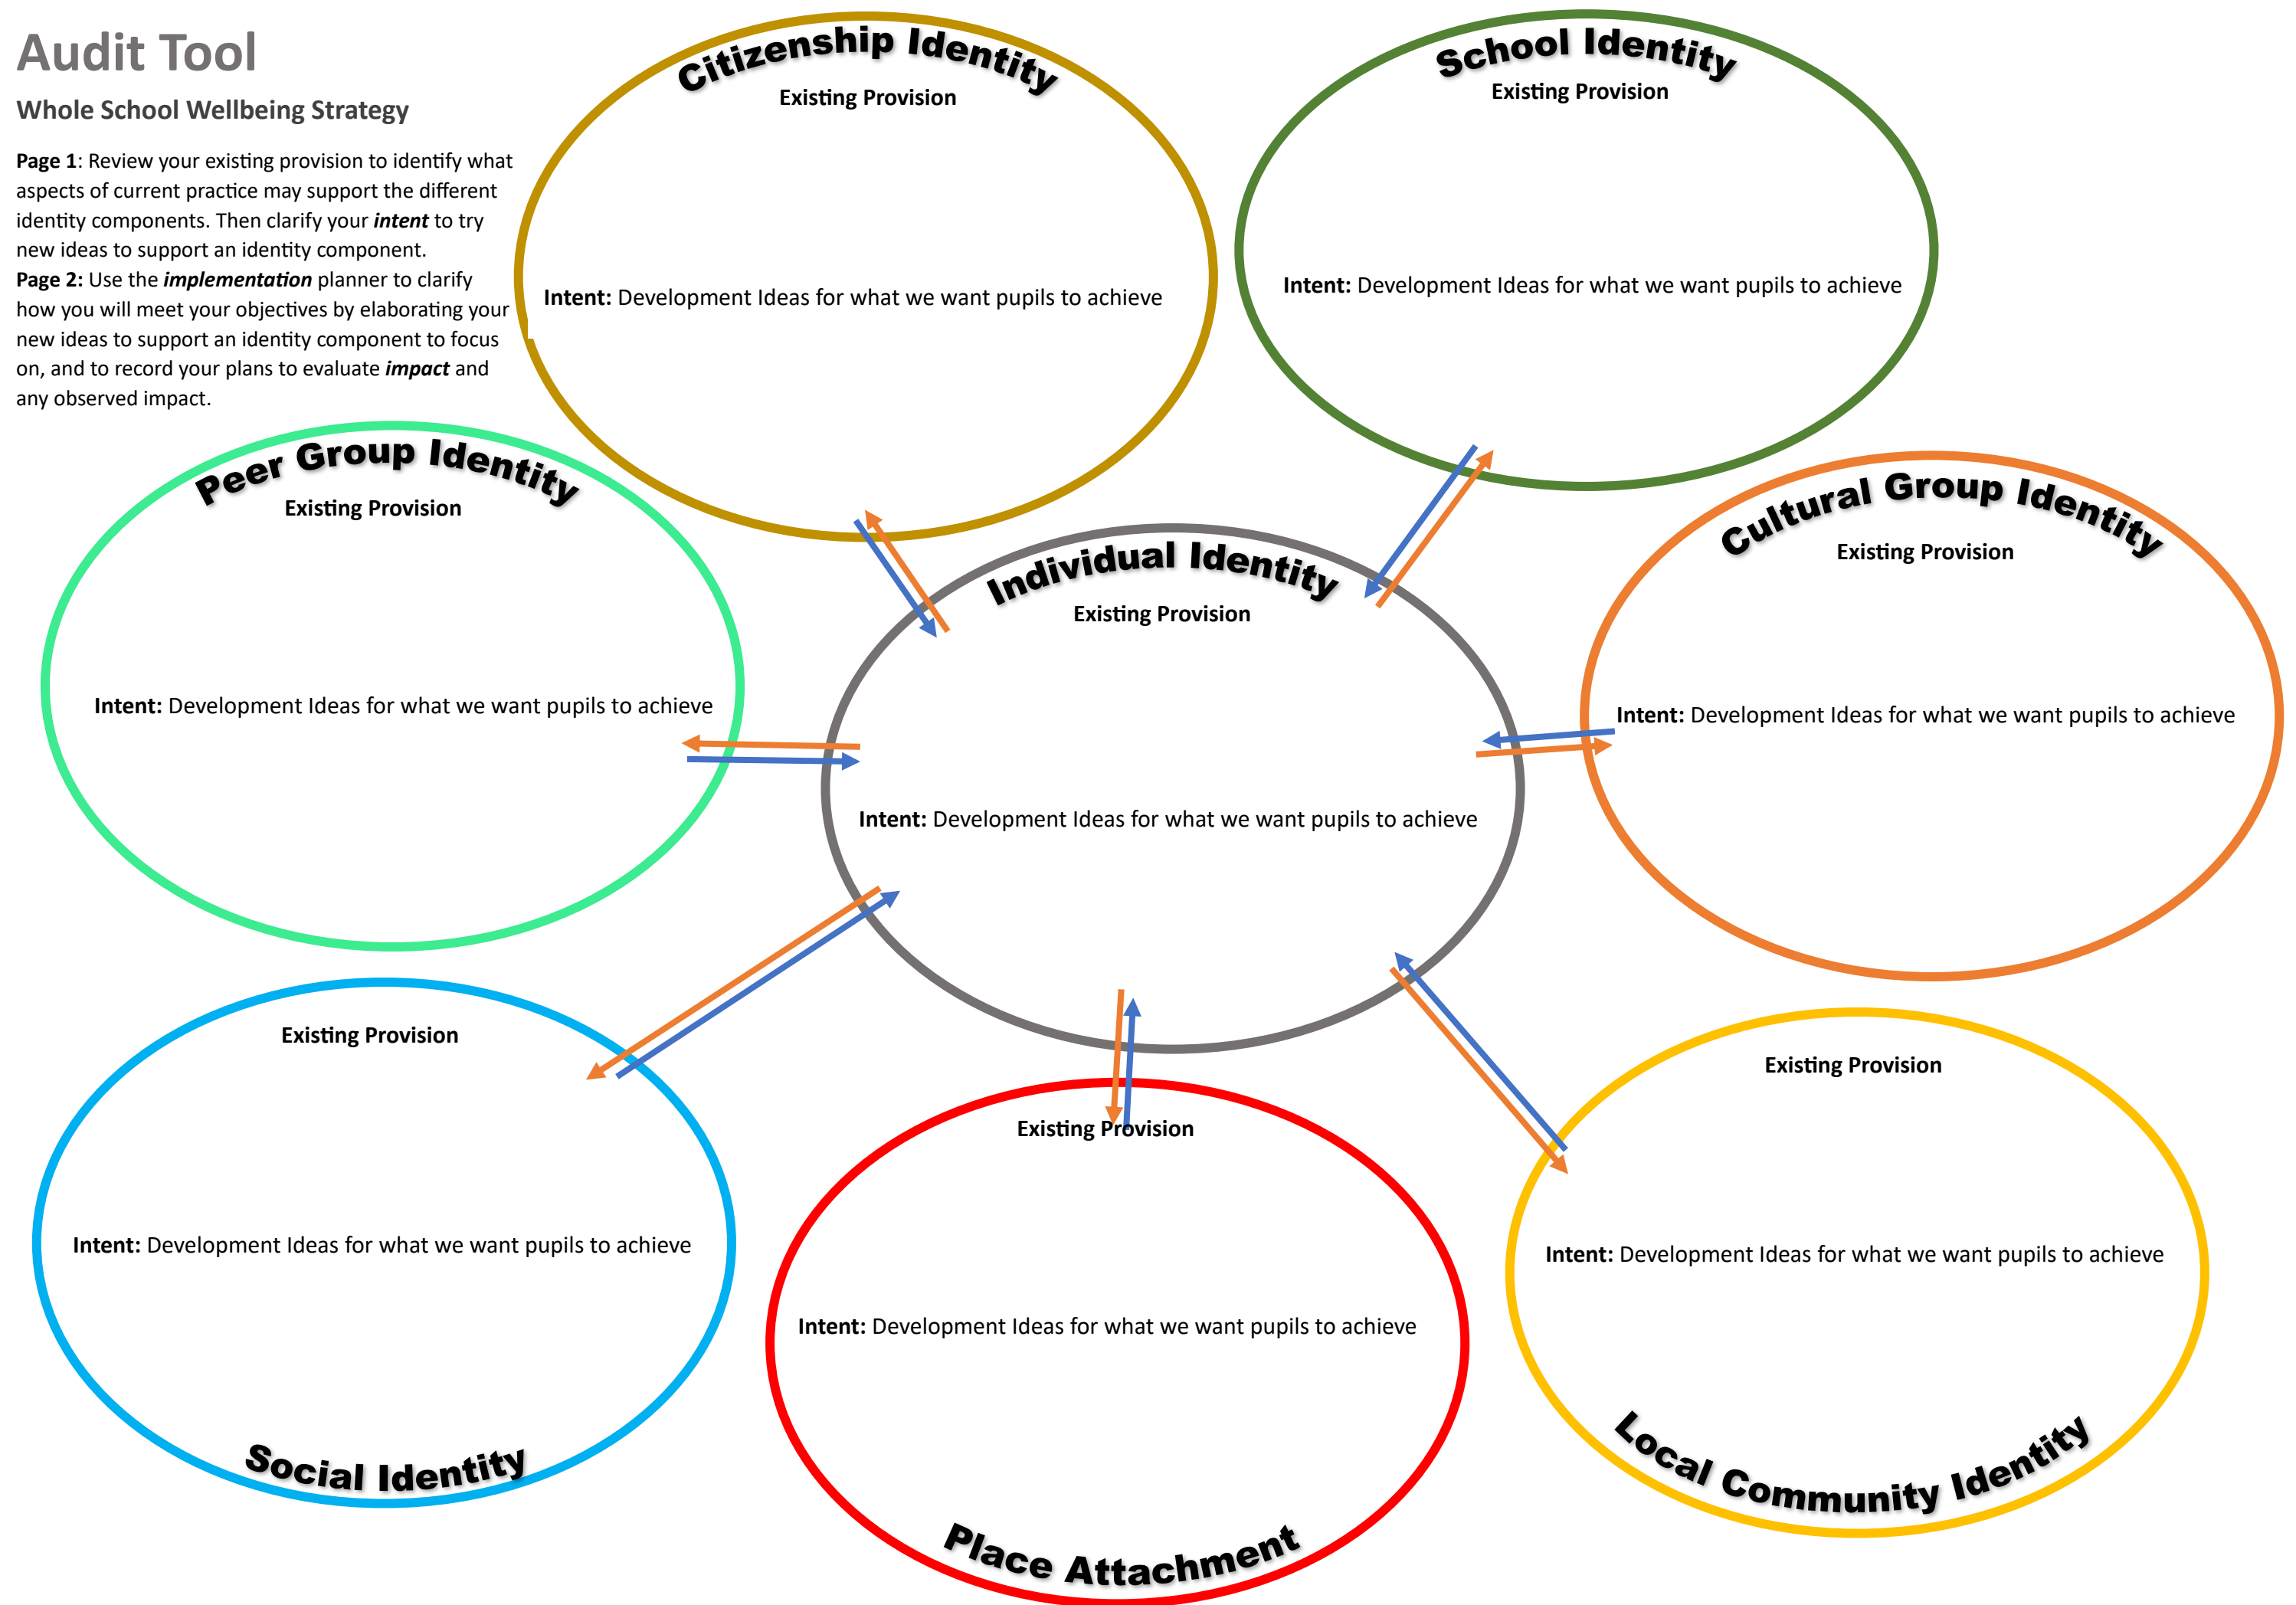 Audit Tool
Whole School Wellbeing Strategy
Page 1: Review your existing provision to identify what
aspects of current practice may support the different
identity components. Then clarify your intent to try
new ideas to support an identity component.
Page 2: Use the implementation planner to clarify
how you will meet your objectives by elaborating your
new ideas to support an identity component to focus
on, and to record your plans to evaluate impact and
any observed impact.
Citizenship Identity
Existing Provision
Intent: Development Ideas for what we want pupils to achieve
School Identity
Existing Provision
Intent: Development Ideas for what we want pupils to achieve
Peer Group Identity
Existing Provision
Intent: Development Ideas for what we want pupils to achieve
Individual Identity
Existing Provision
Intent: Development Ideas for what we want pupils to achieve
Cultural Group Identity
Existing Provision
Intent: Development Ideas for what we want pupils to achieve
Existing Provision
Intent: Development Ideas for what we want pupils to achieve
Social Identity
Existing Provision
Intent: Development Ideas for what we want pupils to achieve
Place Attachment
Existing Provision
Intent: Development Ideas for what we want pupils to achieve
Local Community Identity